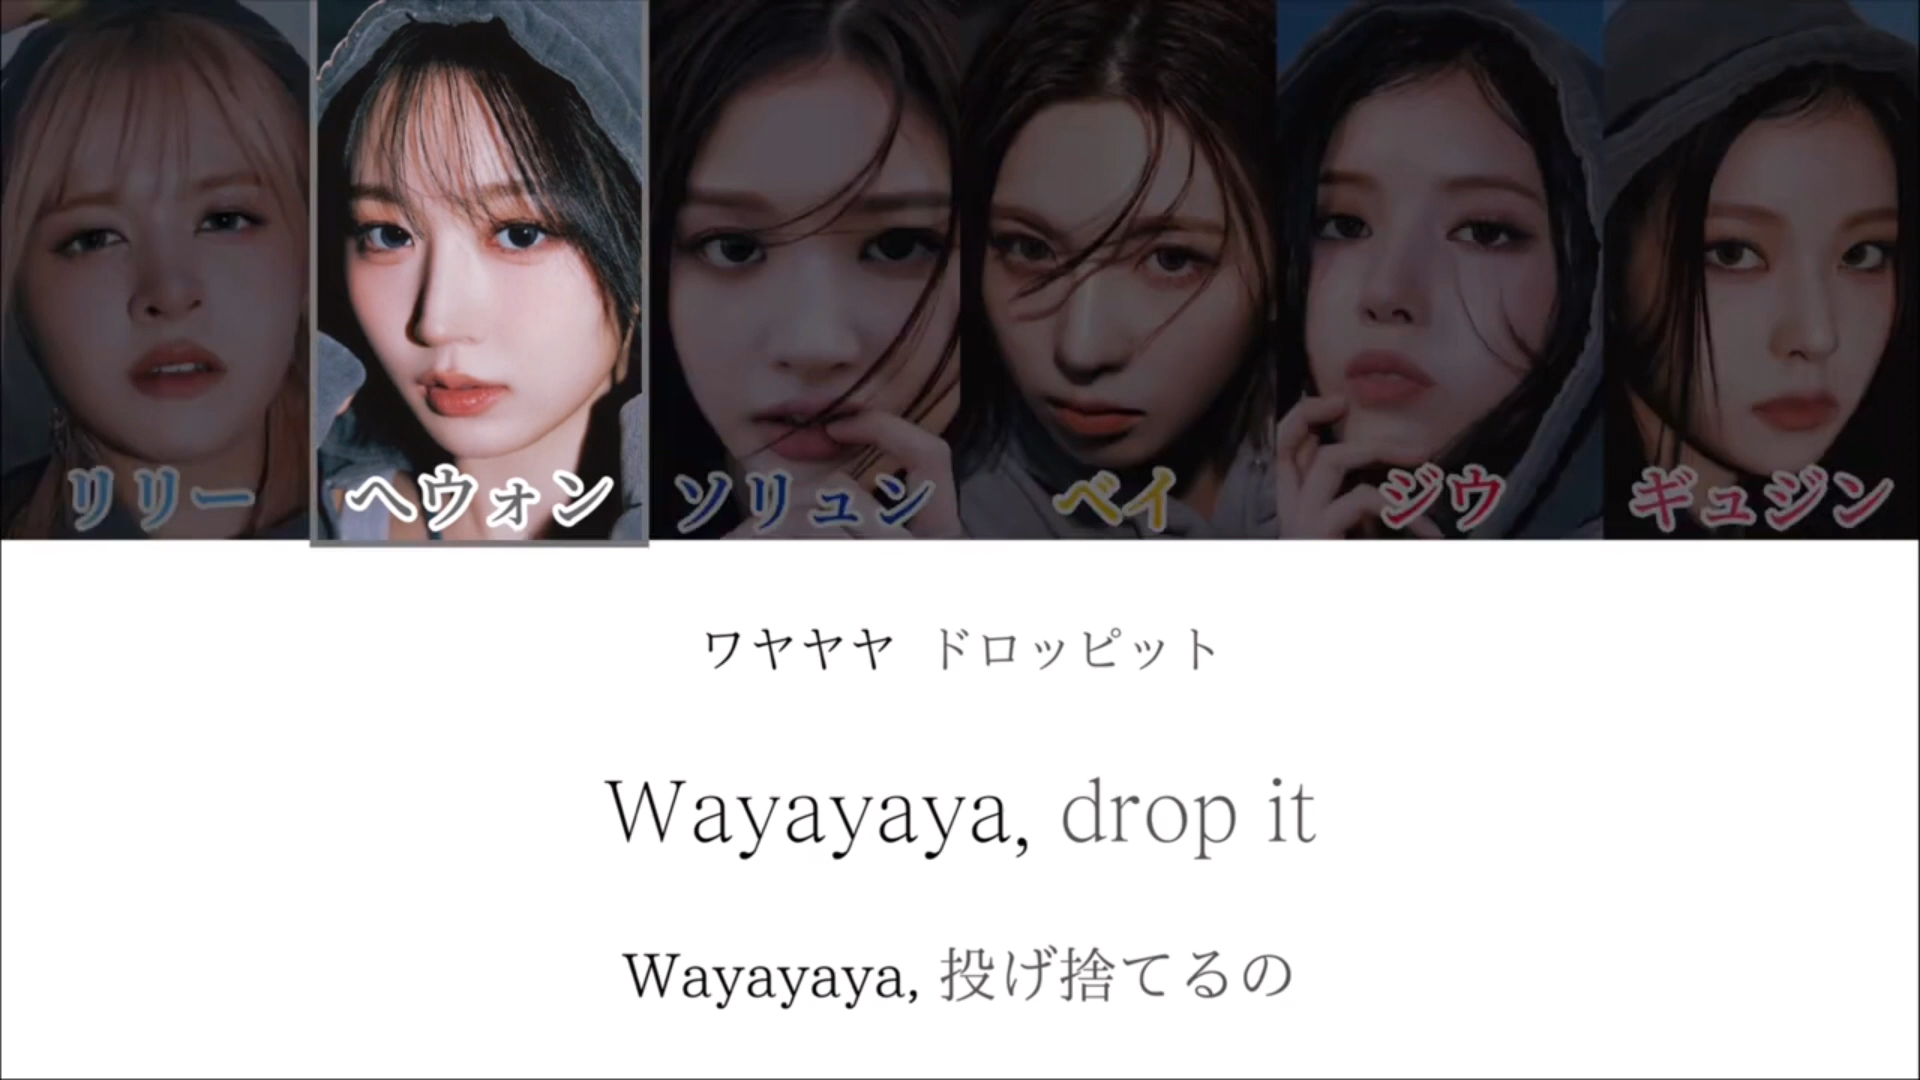 リリー
ヘウォン
ソリュン
ベイ
ジウ
ギュジン
ワヤヤヤ ドロッピット
Wayayaya, drop it
Wayayaya, 投げ捨てるの